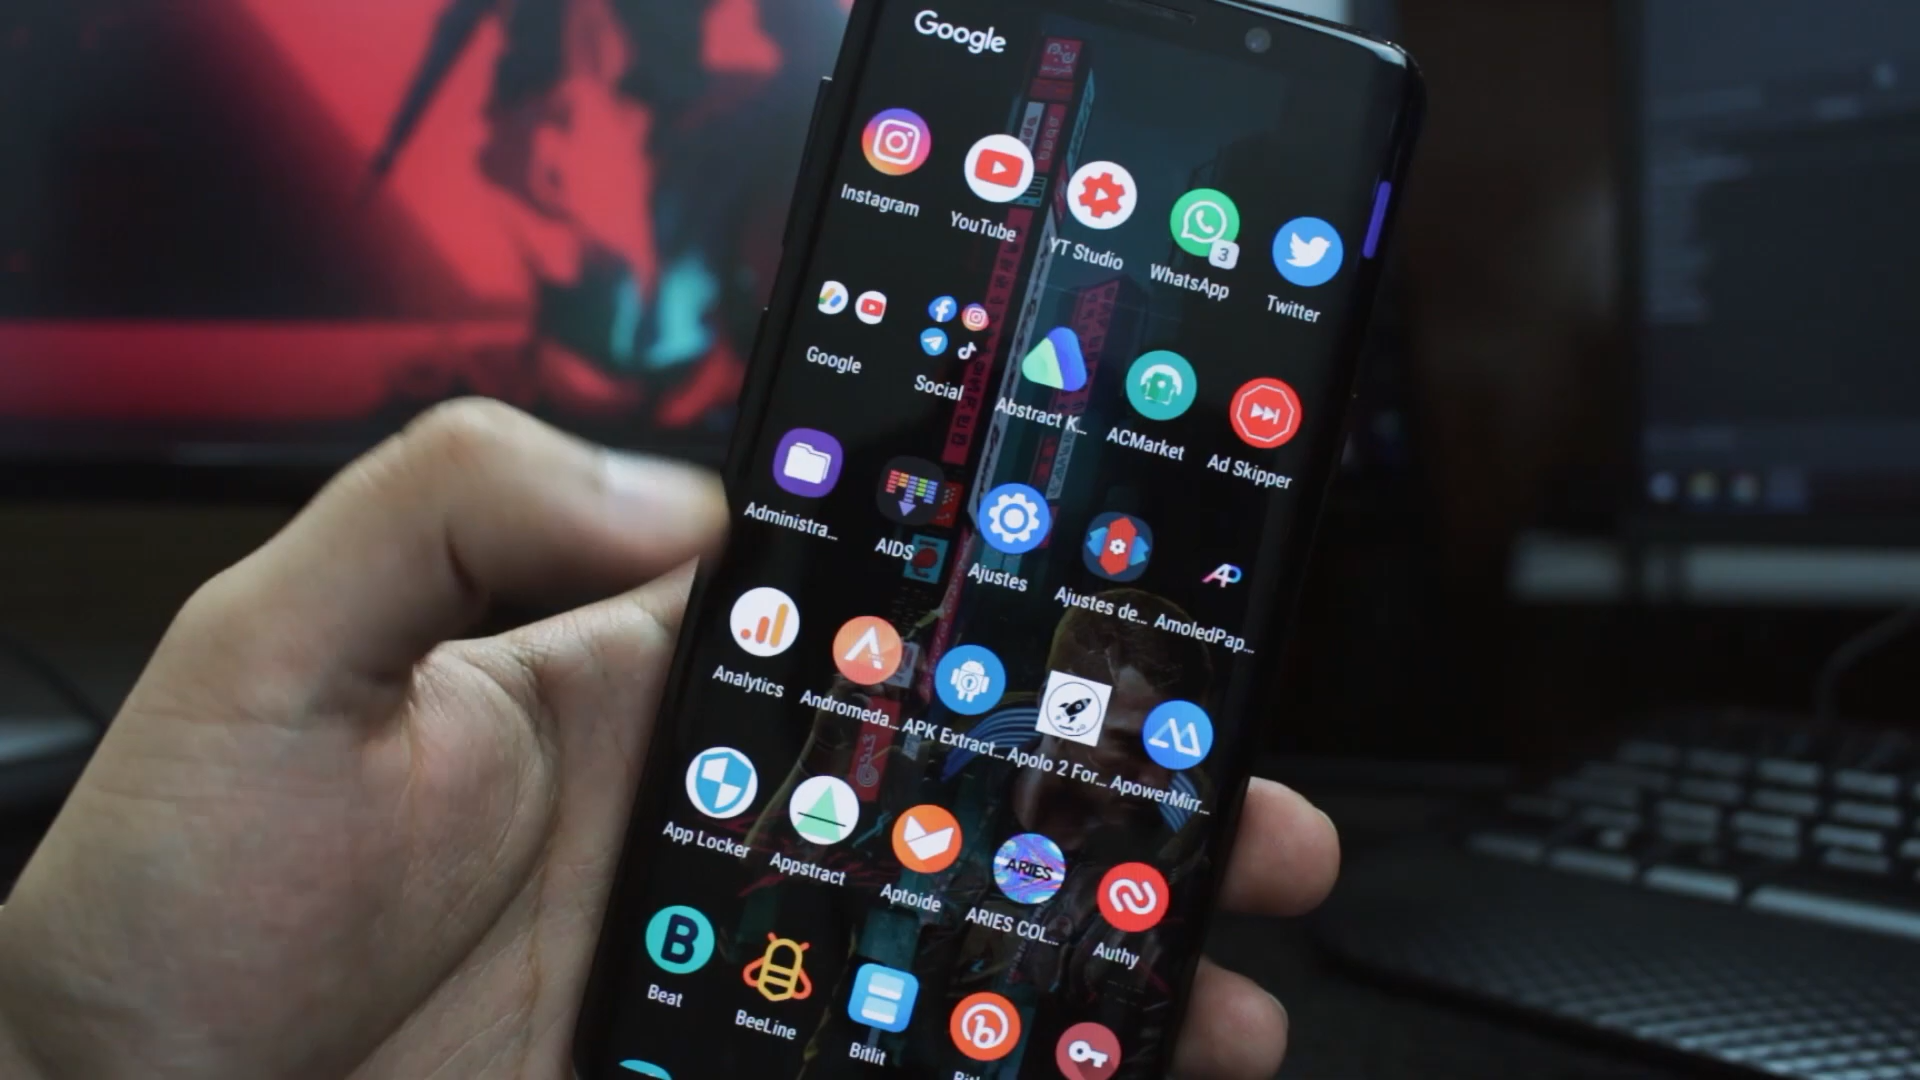 Google
Instagram
YouTube
YT Studio
WhatsApp
3
Twitter
Google
Social
Abstract K...
ACMarket
Ad Skipper
Administra...
AIDS
Ajustes
Ajustes de...
AmoledPap...
Analytics
Andromeda...
APK Extract...
Apolo 2 For...
ApowerMirr...
App Locker
Appstract
Aptoide
ARIES
ARIES COL...
Authy
B
Beat
BeeLine
Bitlit